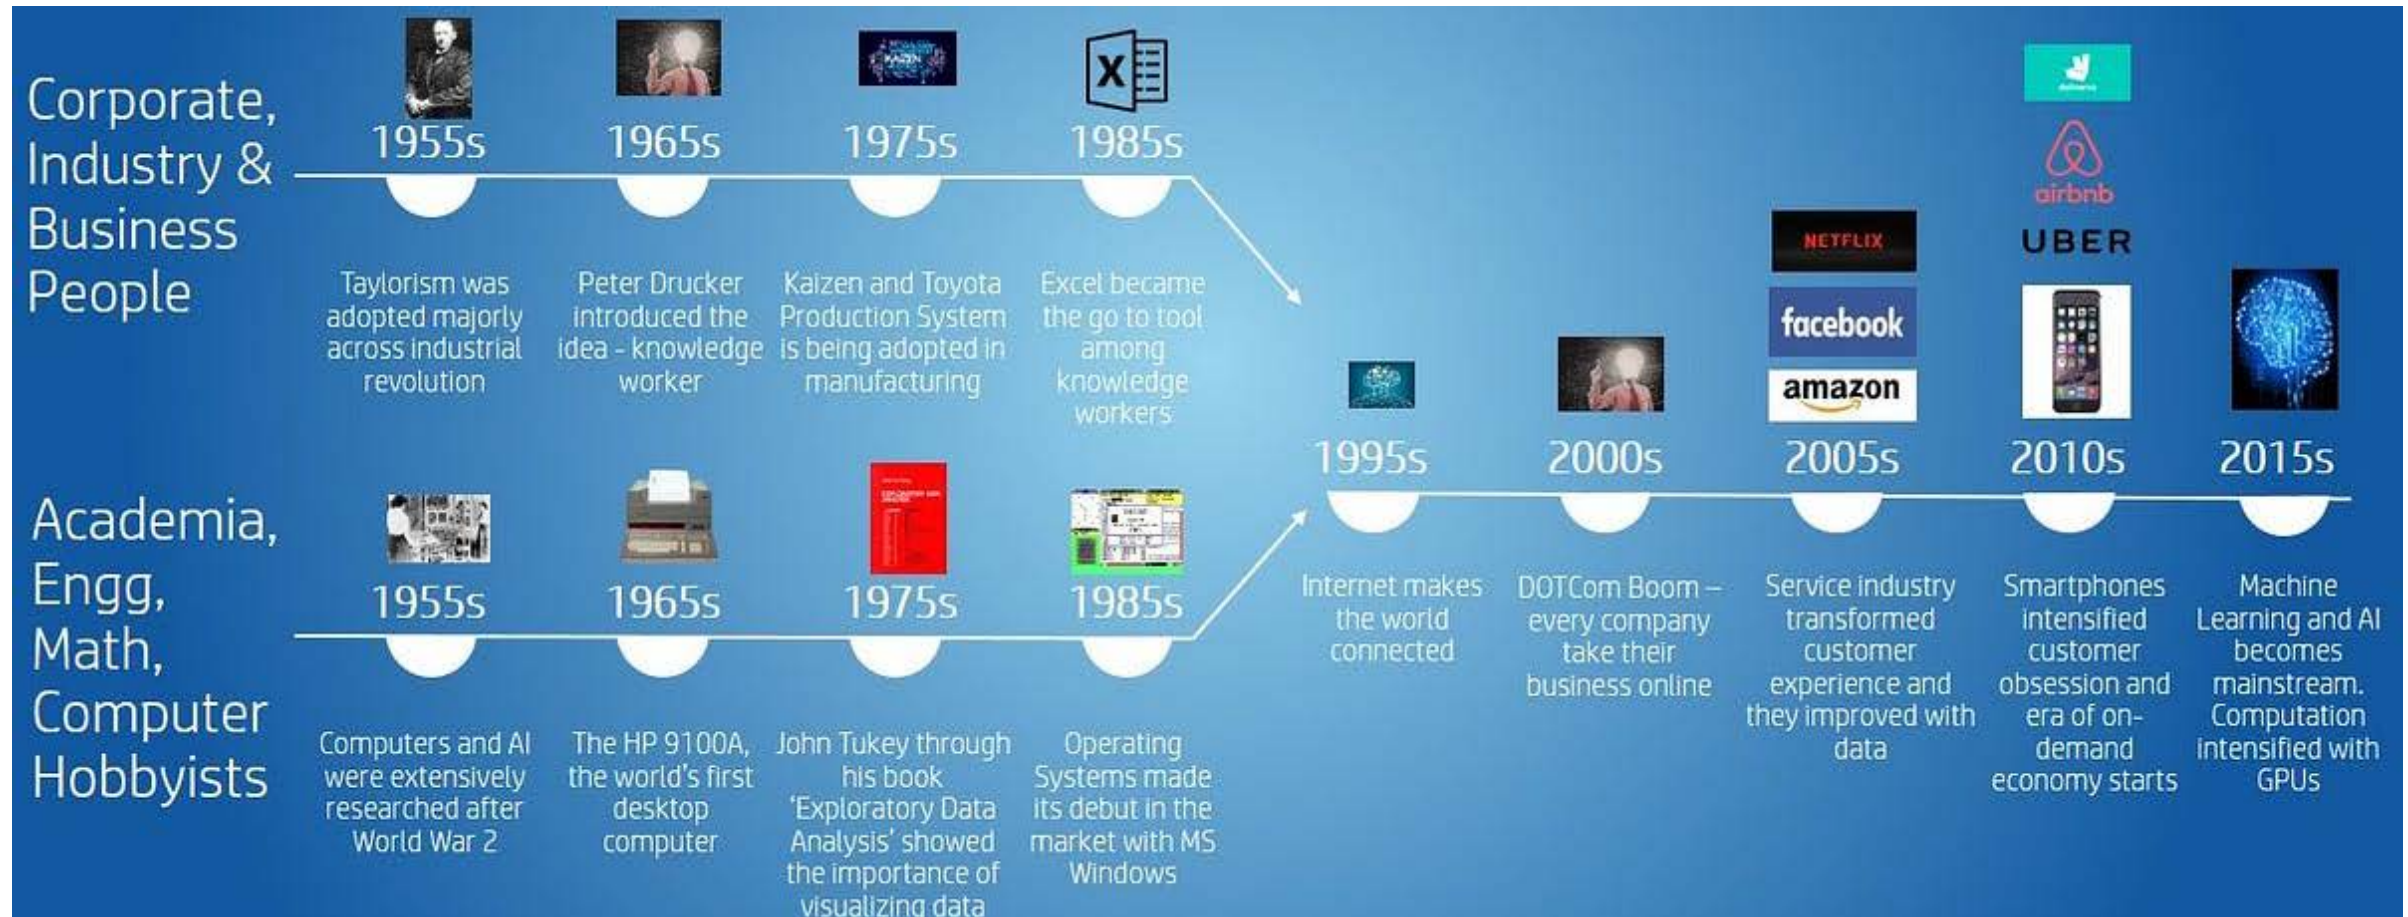 Corporate,
Industry &
Business
People
1955s
1965s
1975s
1985s
KAIZEN
X
Taylorism was
adopted majorly
across industrial
revolution
Peter Drucker
introduced the
idea - knowledge
worker
Kaizen and Toyota
Production System
is being adopted in
manufacturing
Excel became
the go to tool
among
knowledge
workers
Academia,
Engg,
Math,
Computer
Hobbyists
1955s
1965s
1975s
1985s
Computers and AI
were extensively
researched after
World War 2
The HP 9100A,
the world's first
desktop
computer
John Tukey through
his book
'Exploratory Data
Analysis' showed
the importance of
visualizing data
Operating
Systems made
its debut in the
market with MS
Windows
1995s
Internet makes
the world
connected
2000s
DOTCom Boom –
every company
take their
business online
NETFLIX
facebook
amazon
2005s
Service industry
transformed
customer
experience and
they improved with
data
deliveroo
airbnb
UBER
2010s
Smartphones
intensified
customer
obsession and
era of on-
demand
economy starts
2015s
Machine
Learning and AI
becomes
mainstream.
Computation
intensified with
GPUs